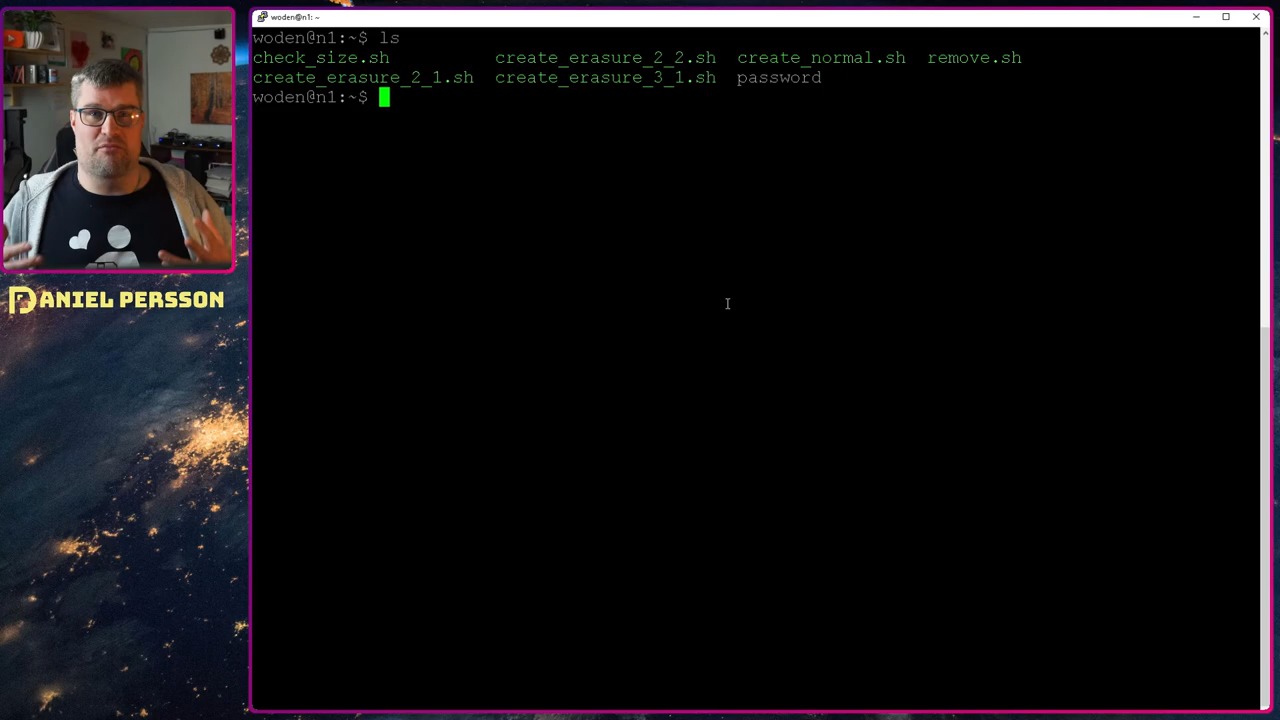 woden@n1: ~
woden@n1:~$ ls
check_size.sh create_erasure_2_2.sh create_normal.sh remove.sh
create_erasure_2_1.sh create_erasure_3_1.sh password
woden@n1:~$
DANIEL PERSSON